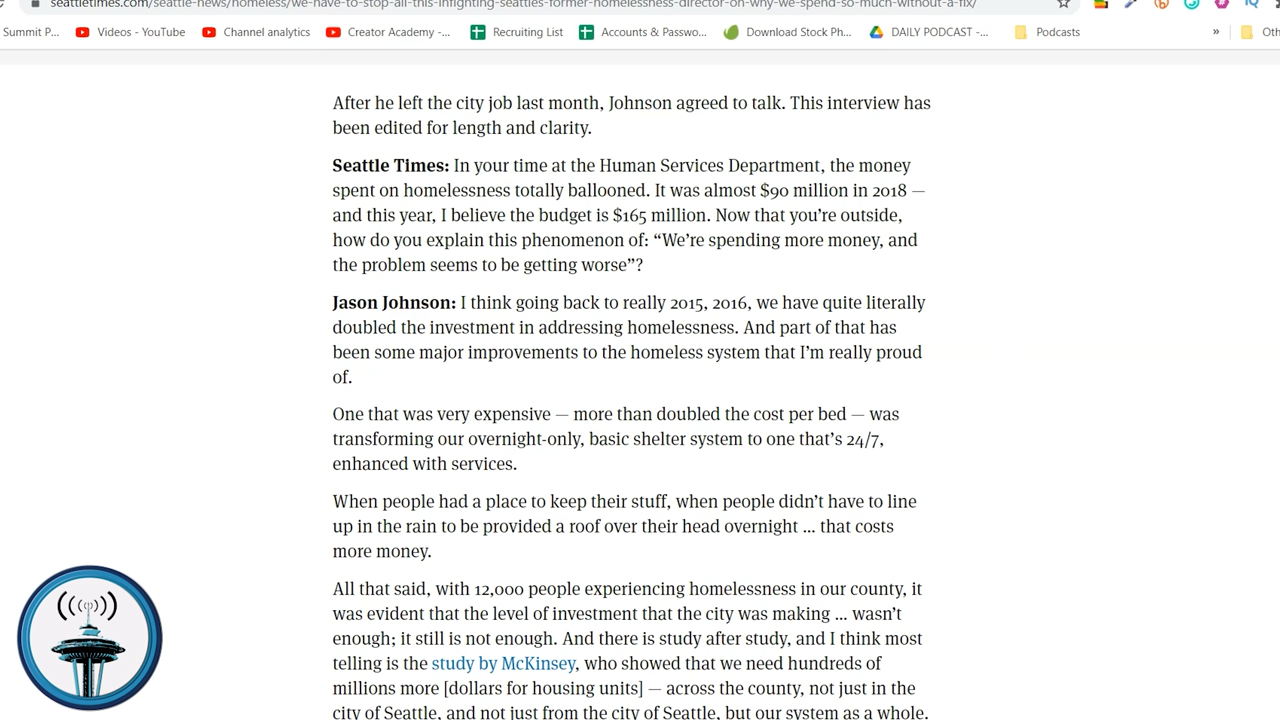 seattletimes.com/seattle-news/homeless/we-have-to-stop-all-this-infighting-seattles-former-homelessness-director-on-why-we-spend-so-much-without-a-fix/
Summit P... Videos - YouTube Channel analytics Creator Academy -... Recruiting List Accounts & Passwo... Download Stock Ph... DAILY PODCAST -... Podcasts » Oth
After he left the city job last month, Johnson agreed to talk. This interview has
been edited for length and clarity.
Seattle Times: In your time at the Human Services Department, the money
spent on homelessness totally ballooned. It was almost $90 million in 2018 —
and this year, I believe the budget is $165 million. Now that you’re outside,
how do you explain this phenomenon of: “We’re spending more money, and
the problem seems to be getting worse”?
Jason Johnson: I think going back to really 2015, 2016, we have quite literally
doubled the investment in addressing homelessness. And part of that has
been some major improvements to the homeless system that I’m really proud
of.
One that was very expensive — more than doubled the cost per bed — was
transforming our overnight-only, basic shelter system to one that’s 24/7,
enhanced with services.
When people had a place to keep their stuff, when people didn’t have to line
up in the rain to be provided a roof over their head overnight … that costs
more money.
All that said, with 12,000 people experiencing homelessness in our county, it
was evident that the level of investment that the city was making … wasn’t
enough; it still is not enough. And there is study after study and I think most
telling is the study by McKinsey, who showed that we need hundreds of
millions more [dollars for housing units] — across the county, not just in the
city of Seattle, and not just from the city of Seattle, but our system as a whole.